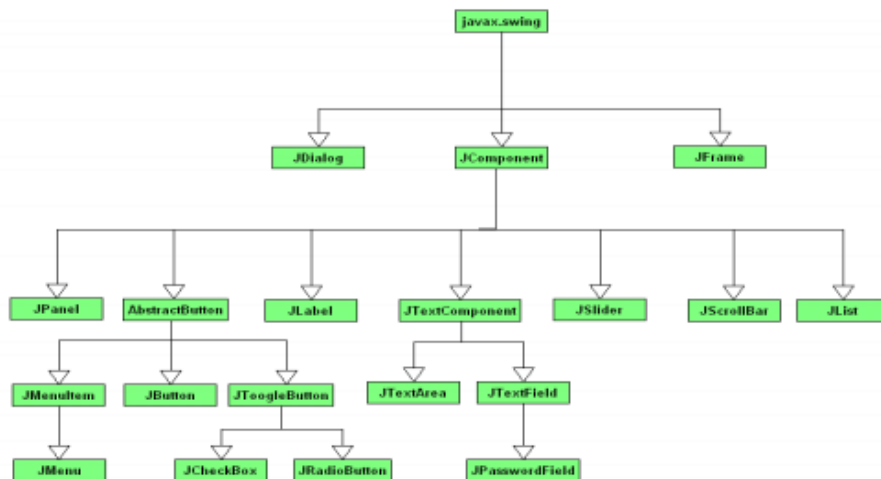 javax.swing
JDialog
JComponent
JFrame
JPanel
AbstractButton
JLabel
JTextComponent
JSlider
JScrollBar
JList
JMenuItem
JButton
JToogleButton
JTextArea
JTextField
JMenu
JCheckBox
JRadioButton
JPasswordField